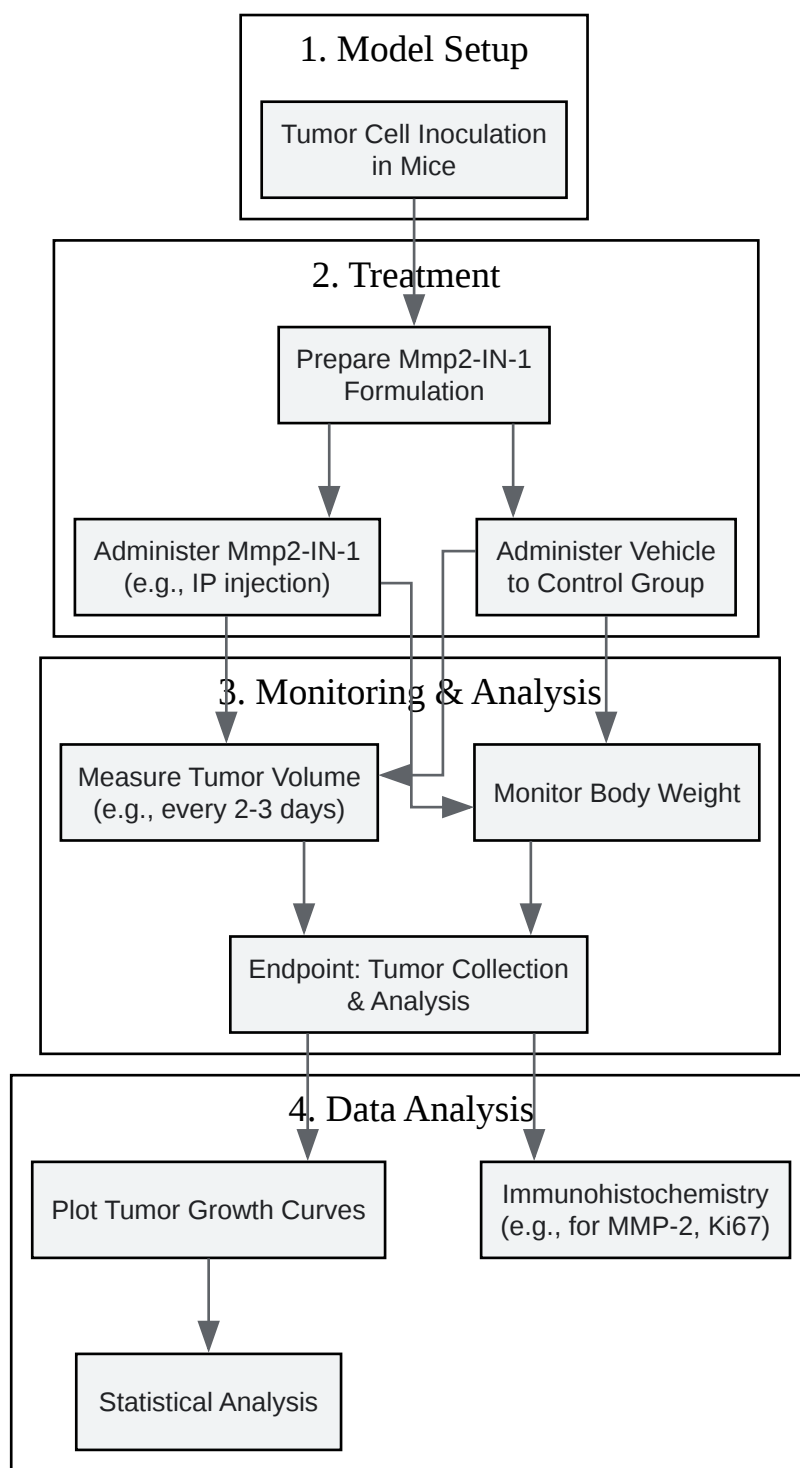 1. Model Setup
Tumor Cell Inoculation
in Mice
2. Treatment
Prepare Mmp2-IN-1
Formulation
Administer Mmp2-IN-1
(e.g., IP injection)
Administer Vehicle
to Control Group
3. Monitoring & Analysis
Measure Tumor Volume
(e.g., every 2-3 days)
Monitor Body Weight
Endpoint: Tumor Collection
& Analysis
4. Data Analysis
Plot Tumor Growth Curves
Immunohistochemistry
(e.g., for MMP-2, Ki67)
Statistical Analysis